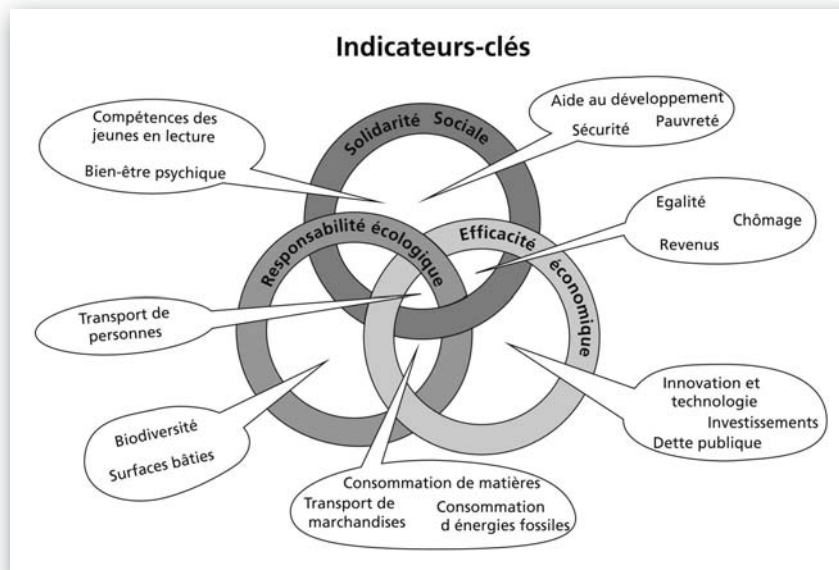 Indicateurs-clés
Compétences des
jeunes en lecture
Bien-être psychique
Aide au développement
Sécurité
Pauvreté
Solidarité Sociale
Egalité
Chômage
Revenus
Responsabilité écologique
Efficacité économique
Transport de
personnes
Innovation et
technologie
Investissements
Dette publique
Biodiversité
Surfaces bâties
Consommation de matières
Transport de
marchandises
Consommation
d énergies fossiles